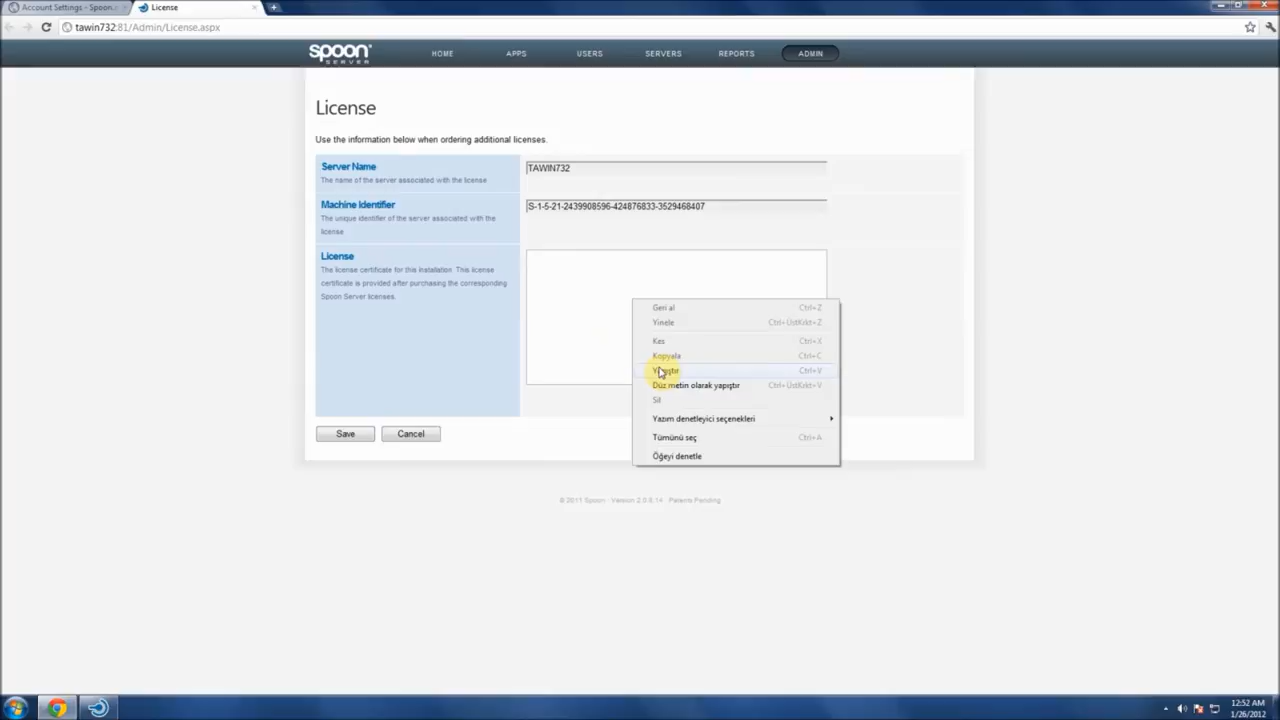 Account Settings - Spoon.
License
tawin732:81/Admin/License.aspx
spoon
SERVER
HOME
APPS
USERS
SERVERS
REPORTS
ADMIN
License
Use the information below when ordering additional licenses.
Server Name
TAWIN732
The name of the server associated with the license
Machine Identifier
S-1-5-21-2439908596-424876833-3529468407
The unique identifier of the server associated with the
license
License
The license certificate for this installation. This license
certificate is provided after purchasing the corresponding
Spoon Server licenses.
Geri al Ctrl+Z
Yinele Ctrl+ÜstKrkt+Z
Kes Ctrl+X
Kopyala Ctrl+C
Yapıştır Ctrl+V
Düz metin olarak yapıştır Ctrl+ÜstKrkt+V
Sil
Yazım denetleyici seçenekleri
Tümünü seç Ctrl+A
Öğeyi denetle
Save
Cancel
© 2011 Spoon · Version 2.0.6.14 · Patents Pending
12:52 AM
1/26/2012